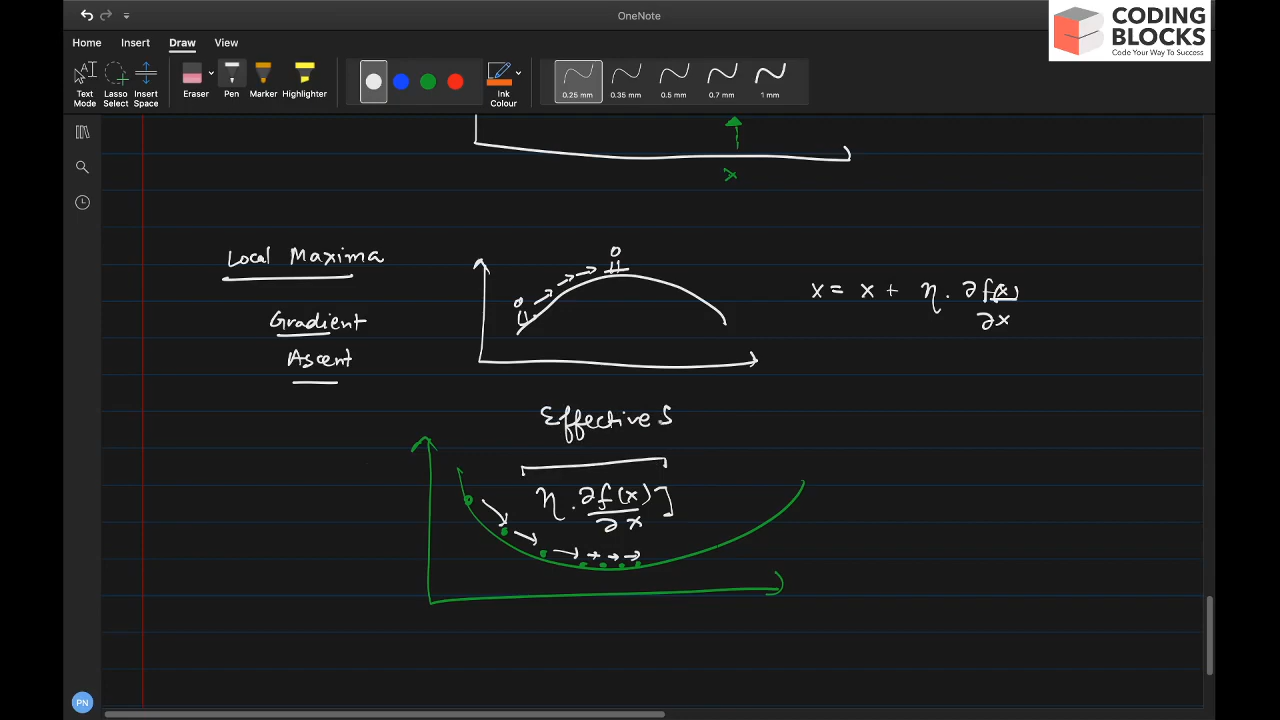 OneNote
CODING
BLOCKS
Code Your Way To Success
Home Insert Draw View
Text Mode
Lasso Select
Insert Space
Eraser
Pen
Marker
Highlighter
Ink Colour
0.25 mm
0.35 mm
0.5 mm
0.7 mm
1 mm
x
Local Maxima
Gradient
Ascent
x = x + η. ∂f(x)
∂x
Effective S
η. ∂f(x)]
∂x
PN